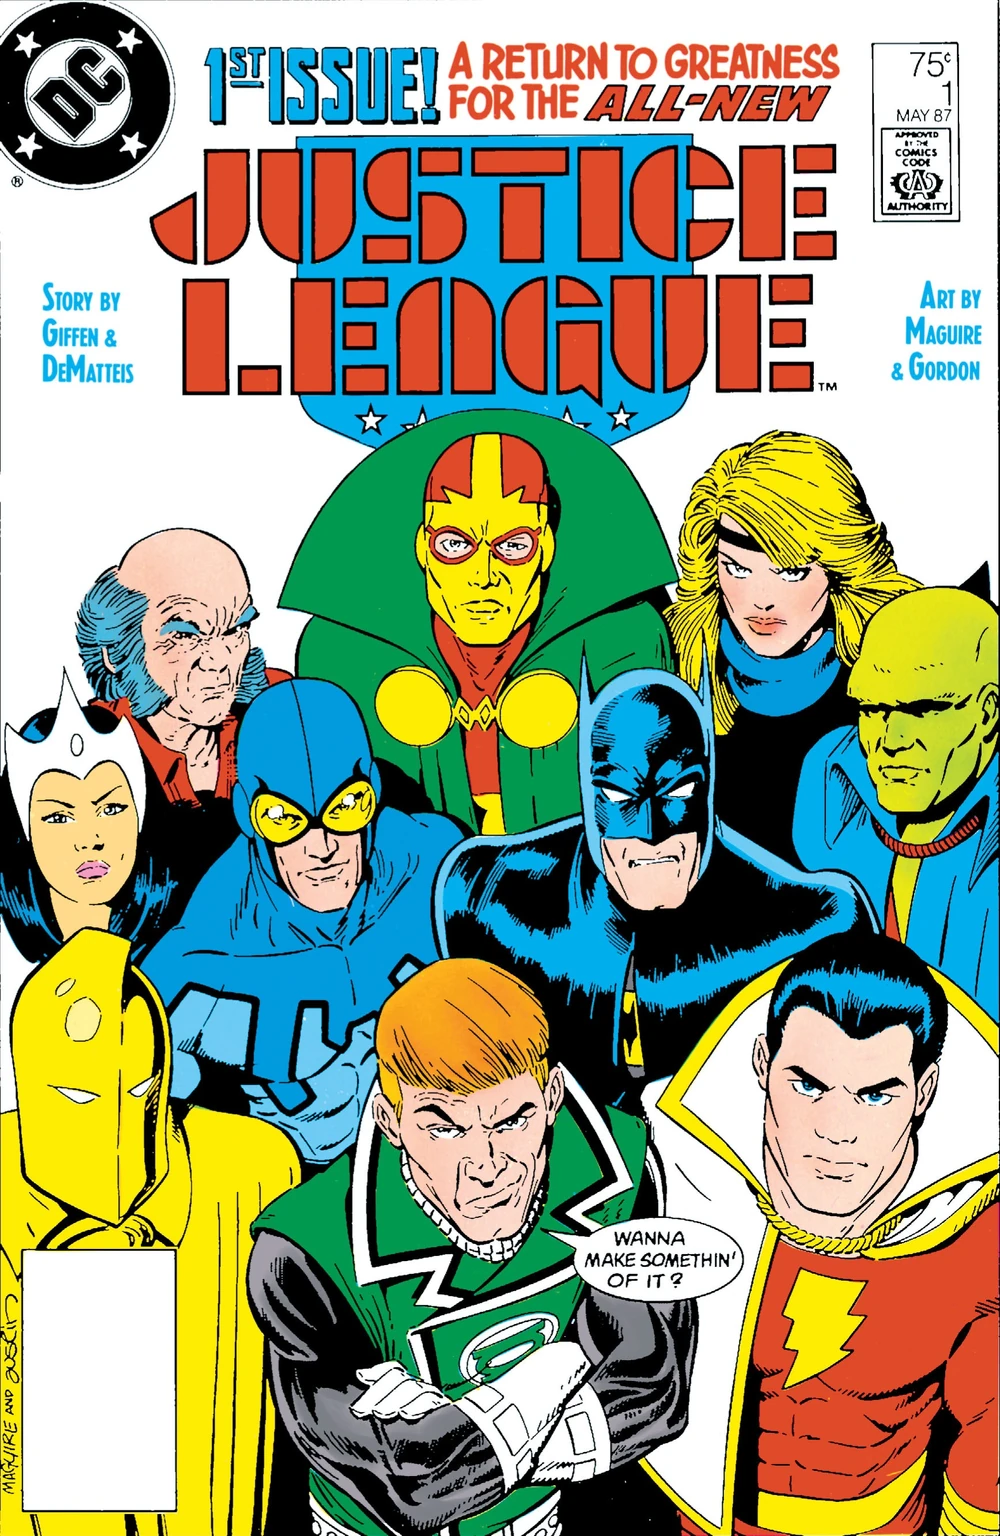 DC
®
1ST ISSUE!
A RETURN TO GREATNESS
FOR THE ALL-NEW
75¢
1
MAY 87
APPROVED
BY THE
COMICS
CODE
CA
AUTHORITY
JUSTICE
LEAGUE
™
STORY BY
GIFFEN &
DEMATTEIS
ART BY
MAGUIRE
& GORDON
WANNA
MAKE SOMETHIN'
OF IT?
MAGUIRE AND AUSTIN